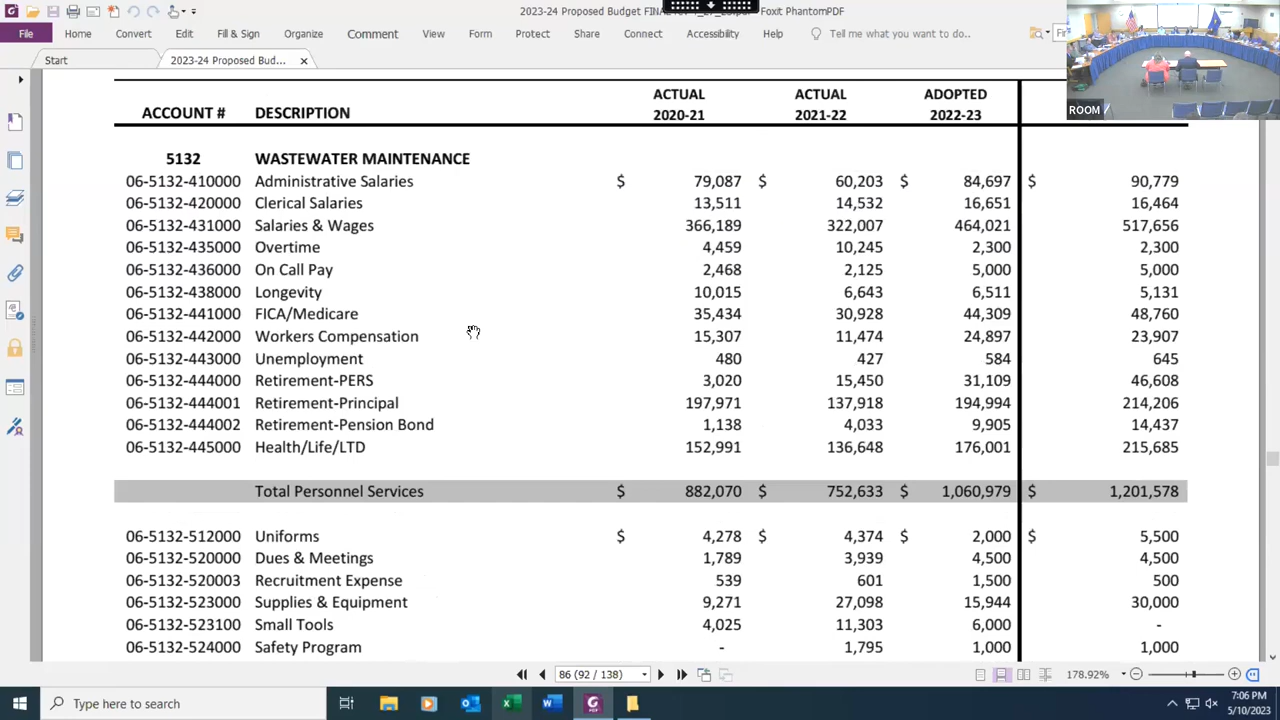 2023-24 Proposed Budget FINAL
Foxit PhantomPDF
File Home Convert Edit Fill & Sign Organize Comment View Form Protect Share Connect Accessibility Help Tell me what you want to do..
Start 2023-24 Proposed Bud...
ROOM
ACTUAL ACTUAL ADOPTED
ACCOUNT # DESCRIPTION 2020-21 2021-22 2022-23
5132 WASTEWATER MAINTENANCE
06-5132-410000 Administrative Salaries $ 79,087 $ 60,203 $ 84,697 $ 90,779
06-5132-420000 Clerical Salaries 13,511 14,532 16,651 16,464
06-5132-431000 Salaries & Wages 366,189 322,007 464,021 517,656
06-5132-435000 Overtime 4,459 10,245 2,300 2,300
06-5132-436000 On Call Pay 2,468 2,125 5,000 5,000
06-5132-438000 Longevity 10,015 6,643 6,511 5,131
06-5132-441000 FICA/Medicare 35,434 30,928 44,309 48,760
06-5132-442000 Workers Compensation 15,307 11,474 24,897 23,907
06-5132-443000 Unemployment 480 427 584 645
06-5132-444000 Retirement-PERS 3,020 15,450 31,109 46,608
06-5132-444001 Retirement-Principal 197,971 137,918 194,994 214,206
06-5132-444002 Retirement-Pension Bond 1,138 4,033 9,905 14,437
06-5132-445000 Health/Life/LTD 152,991 136,648 176,001 215,685
Total Personnel Services $ 882,070 $ 752,633 $ 1,060,979 $ 1,201,578
06-5132-512000 Uniforms $ 4,278 $ 4,374 $ 2,000 $ 5,500
06-5132-520000 Dues & Meetings 1,789 3,939 4,500 4,500
06-5132-520003 Recruitment Expense 539 601 1,500 500
06-5132-523000 Supplies & Equipment 9,271 27,098 15,944 30,000
06-5132-523100 Small Tools 4,025 11,303 6,000 -
06-5132-524000 Safety Program - 1,795 1,000 1,000
86 (92 / 138) 178.92%
Type here to search
7:06 PM
5/10/2023